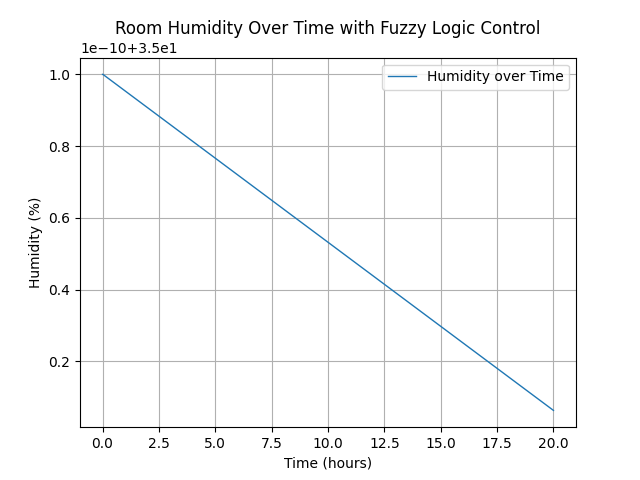 Room Humidity Over Time with Fuzzy Logic Control
1e−10+3.5e1
Humidity over Time
1.0
0.8
0.6
0.4
0.2
Humidity (%)
0.0 2.5 5.0 7.5 10.0 12.5 15.0 17.5 20.0
Time (hours)